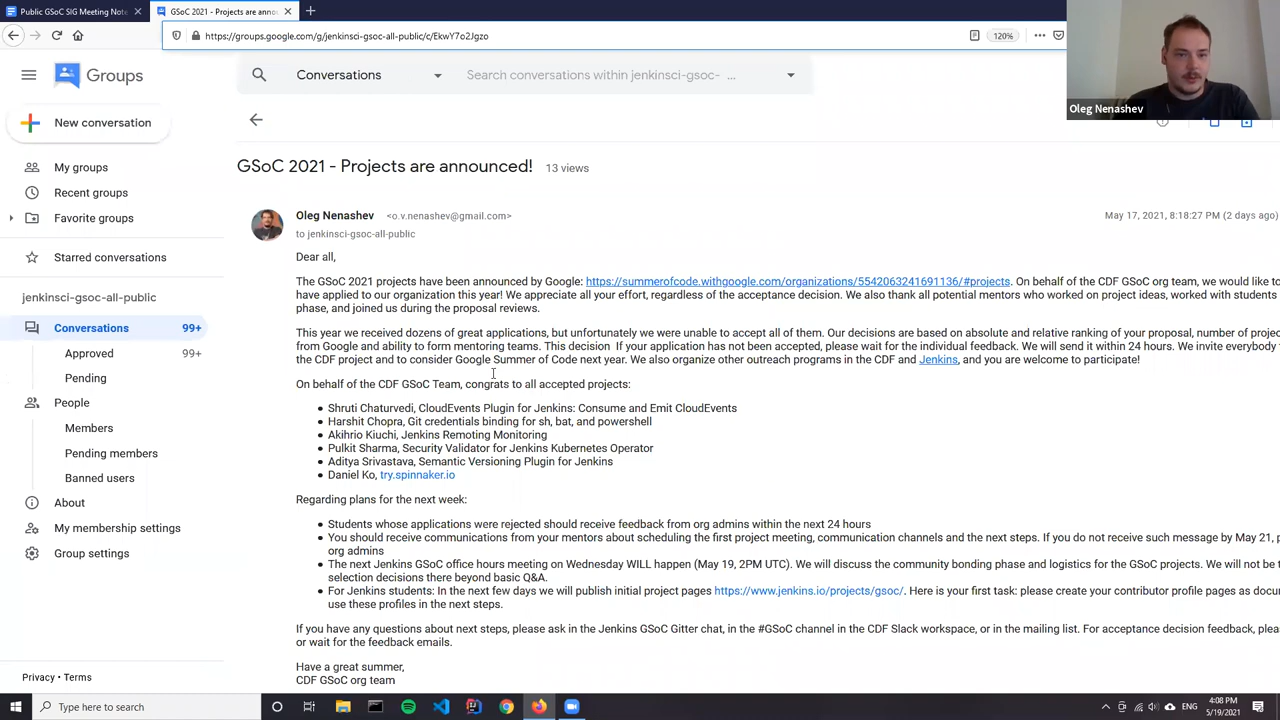 Public GSoC SIG Meeting Note
GSoC 2021 - Projects are annou
https://groups.google.com/g/jenkinsci-gsoc-all-public/c/EkwY7o2Jgzo
120%
Oleg Nenashev
Groups
Conversations
Search conversations within jenkinsci-gsoc- ...
New conversation
My groups
Recent groups
Favorite groups
Starred conversations
jenkinsci-gsoc-all-public
Conversations 99+
Approved 99+
Pending
People
Members
Pending members
Banned users
About
My membership settings
Group settings
Privacy • Terms
GSoC 2021 - Projects are announced! 13 views
Oleg Nenashev <o.v.nenashev@gmail.com> May 17, 2021, 8:18:27 PM (2 days ago)
to jenkinsci-gsoc-all-public
Dear all,
The GSoC 2021 projects have been announced by Google: https://summerofcode.withgoogle.com/organizations/5542063241691136/#projects. On behalf of the CDF GSoC org team, we would like to
have applied to our organization this year! We appreciate all your effort, regardless of the acceptance decision. We also thank all potential mentors who worked on project ideas, worked with students
phase, and joined us during the proposal reviews.
This year we received dozens of great applications, but unfortunately we were unable to accept all of them. Our decisions are based on absolute and relative ranking of your proposal, number of projec
from Google and ability to form mentoring teams. This decision If your application has not been accepted, please wait for the individual feedback. We will send it within 24 hours. We invite everybody
the CDF project and to consider Google Summer of Code next year. We also organize other outreach programs in the CDF and Jenkins, and you are welcome to participate!
On behalf of the CDF GSoC Team, congrats to all accepted projects:
• Shruti Chaturvedi, CloudEvents Plugin for Jenkins: Consume and Emit CloudEvents
• Harshit Chopra, Git credentials binding for sh, bat, and powershell
• Akihrio Kiuchi, Jenkins Remoting Monitoring
• Pulkit Sharma, Security Validator for Jenkins Kubernetes Operator
• Aditya Srivastava, Semantic Versioning Plugin for Jenkins
• Daniel Ko, try.spinnaker.io
Regarding plans for the next week:
• Students whose applications were rejected should receive feedback from org admins within the next 24 hours
• You should receive communications from your mentors about scheduling the first project meeting, communication channels and the next steps. If you do not receive such message by May 21, p
org admins
• The next Jenkins GSoC office hours meeting on Wednesday WILL happen (May 19, 2PM UTC). We will discuss the community bonding phase and logistics for the GSoC projects. We will not be t
selection decisions there beyond basic Q&A.
• For Jenkins students: In the next few days we will publish initial project pages https://www.jenkins.io/projects/gsoc/. Here is your first task: please create your contributor profile pages as docum
use these profiles in the next steps.
If you have any questions about next steps, please ask in the Jenkins GSoC Gitter chat, in the #GSoC channel in the CDF Slack workspace, or in the mailing list. For acceptance decision feedback, plea
or wait for the feedback emails.
Have a great summer,
CDF GSoC org team
Type here to search
ENG
4:08 PM
5/19/2021